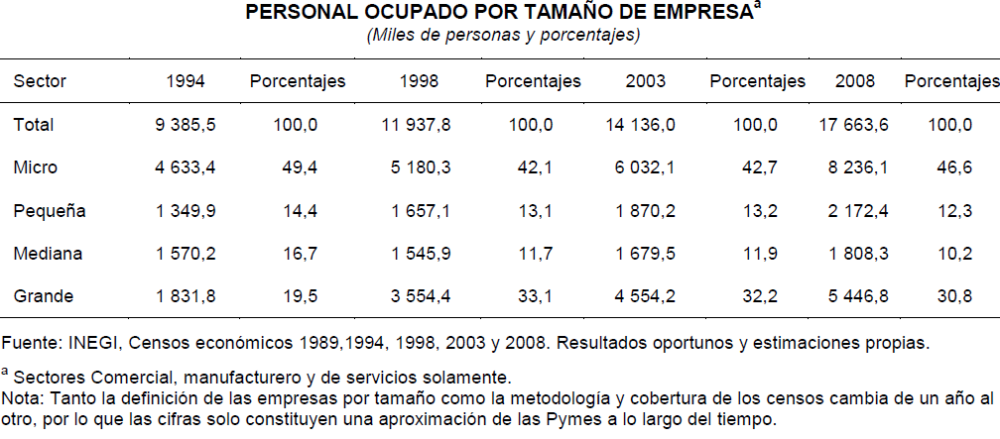 PERSONAL OCUPADO POR TAMAÑO DE EMPRESAª
(Miles de personas y porcentajes)
Sector 1994 Porcentajes 1998 Porcentajes 2003 Porcentajes 2008 Porcentajes
Total 9 385,5 100,0 11 937,8 100,0 14 136,0 100,0 17 663,6 100,0
Micro 4 633,4 49,4 5 180,3 42,1 6 032,1 42,7 8 236,1 46,6
Pequeña 1 349,9 14,4 1 657,1 13,1 1 870,2 13,2 2 172,4 12,3
Mediana 1 570,2 16,7 1 545,9 11,7 1 679,5 11,9 1 808,3 10,2
Grande 1 831,8 19,5 3 554,4 33,1 4 554,2 32,2 5 446,8 30,8
Fuente: INEGI, Censos económicos 1989,1994, 1998, 2003 y 2008. Resultados oportunos y estimaciones propias.
ª Sectores Comercial, manufacturero y de servicios solamente.
Nota: Tanto la definición de las empresas por tamaño como la metodología y cobertura de los censos cambia de un año al
otro, por lo que las cifras solo constituyen una aproximación de las Pymes a lo largo del tiempo.